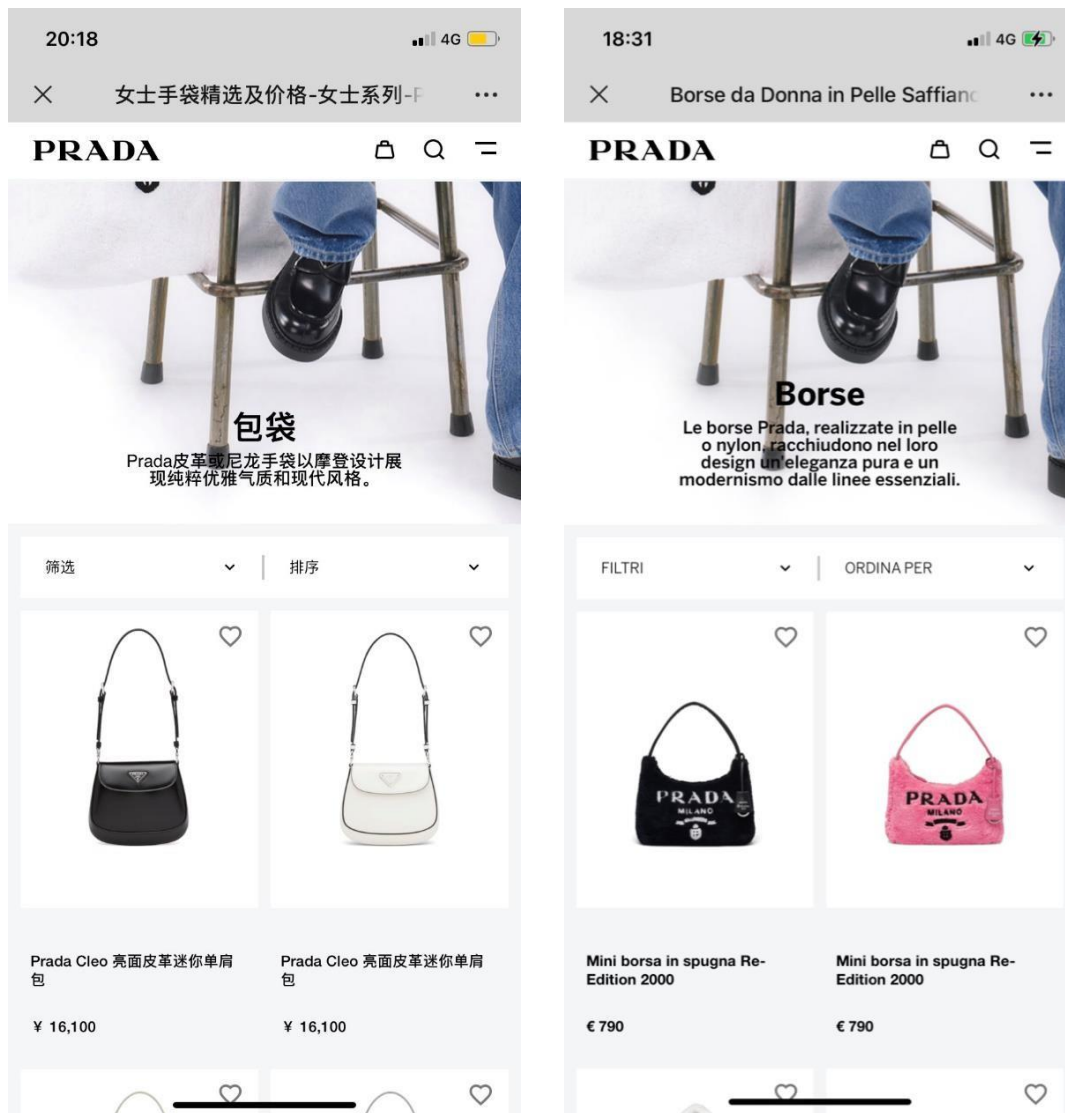 20:18
4G
女士手袋精选及价格-女士系列-P
PRADA
包袋
Prada皮革或尼龙手袋以摩登设计展
现纯粹优雅气质和现代风格。
筛选
排序
Prada Cleo 亮面皮革迷你单肩
包
¥ 16,100
Prada Cleo 亮面皮革迷你单肩
包
¥ 16,100
18:31
4G
Borse da Donna in Pelle Saffiano
PRADA
Borse
Le borse Prada, realizzate in pelle
o nylon, racchiudono nel loro
design un'eleganza pura e un
modernismo dalle linee essenziali.
FILTRI
ORDINA PER
PRADA
MILANO
PRADA
MILANO
Mini borsa in spugna Re-
Edition 2000
€ 790
Mini borsa in spugna Re-
Edition 2000
€ 790